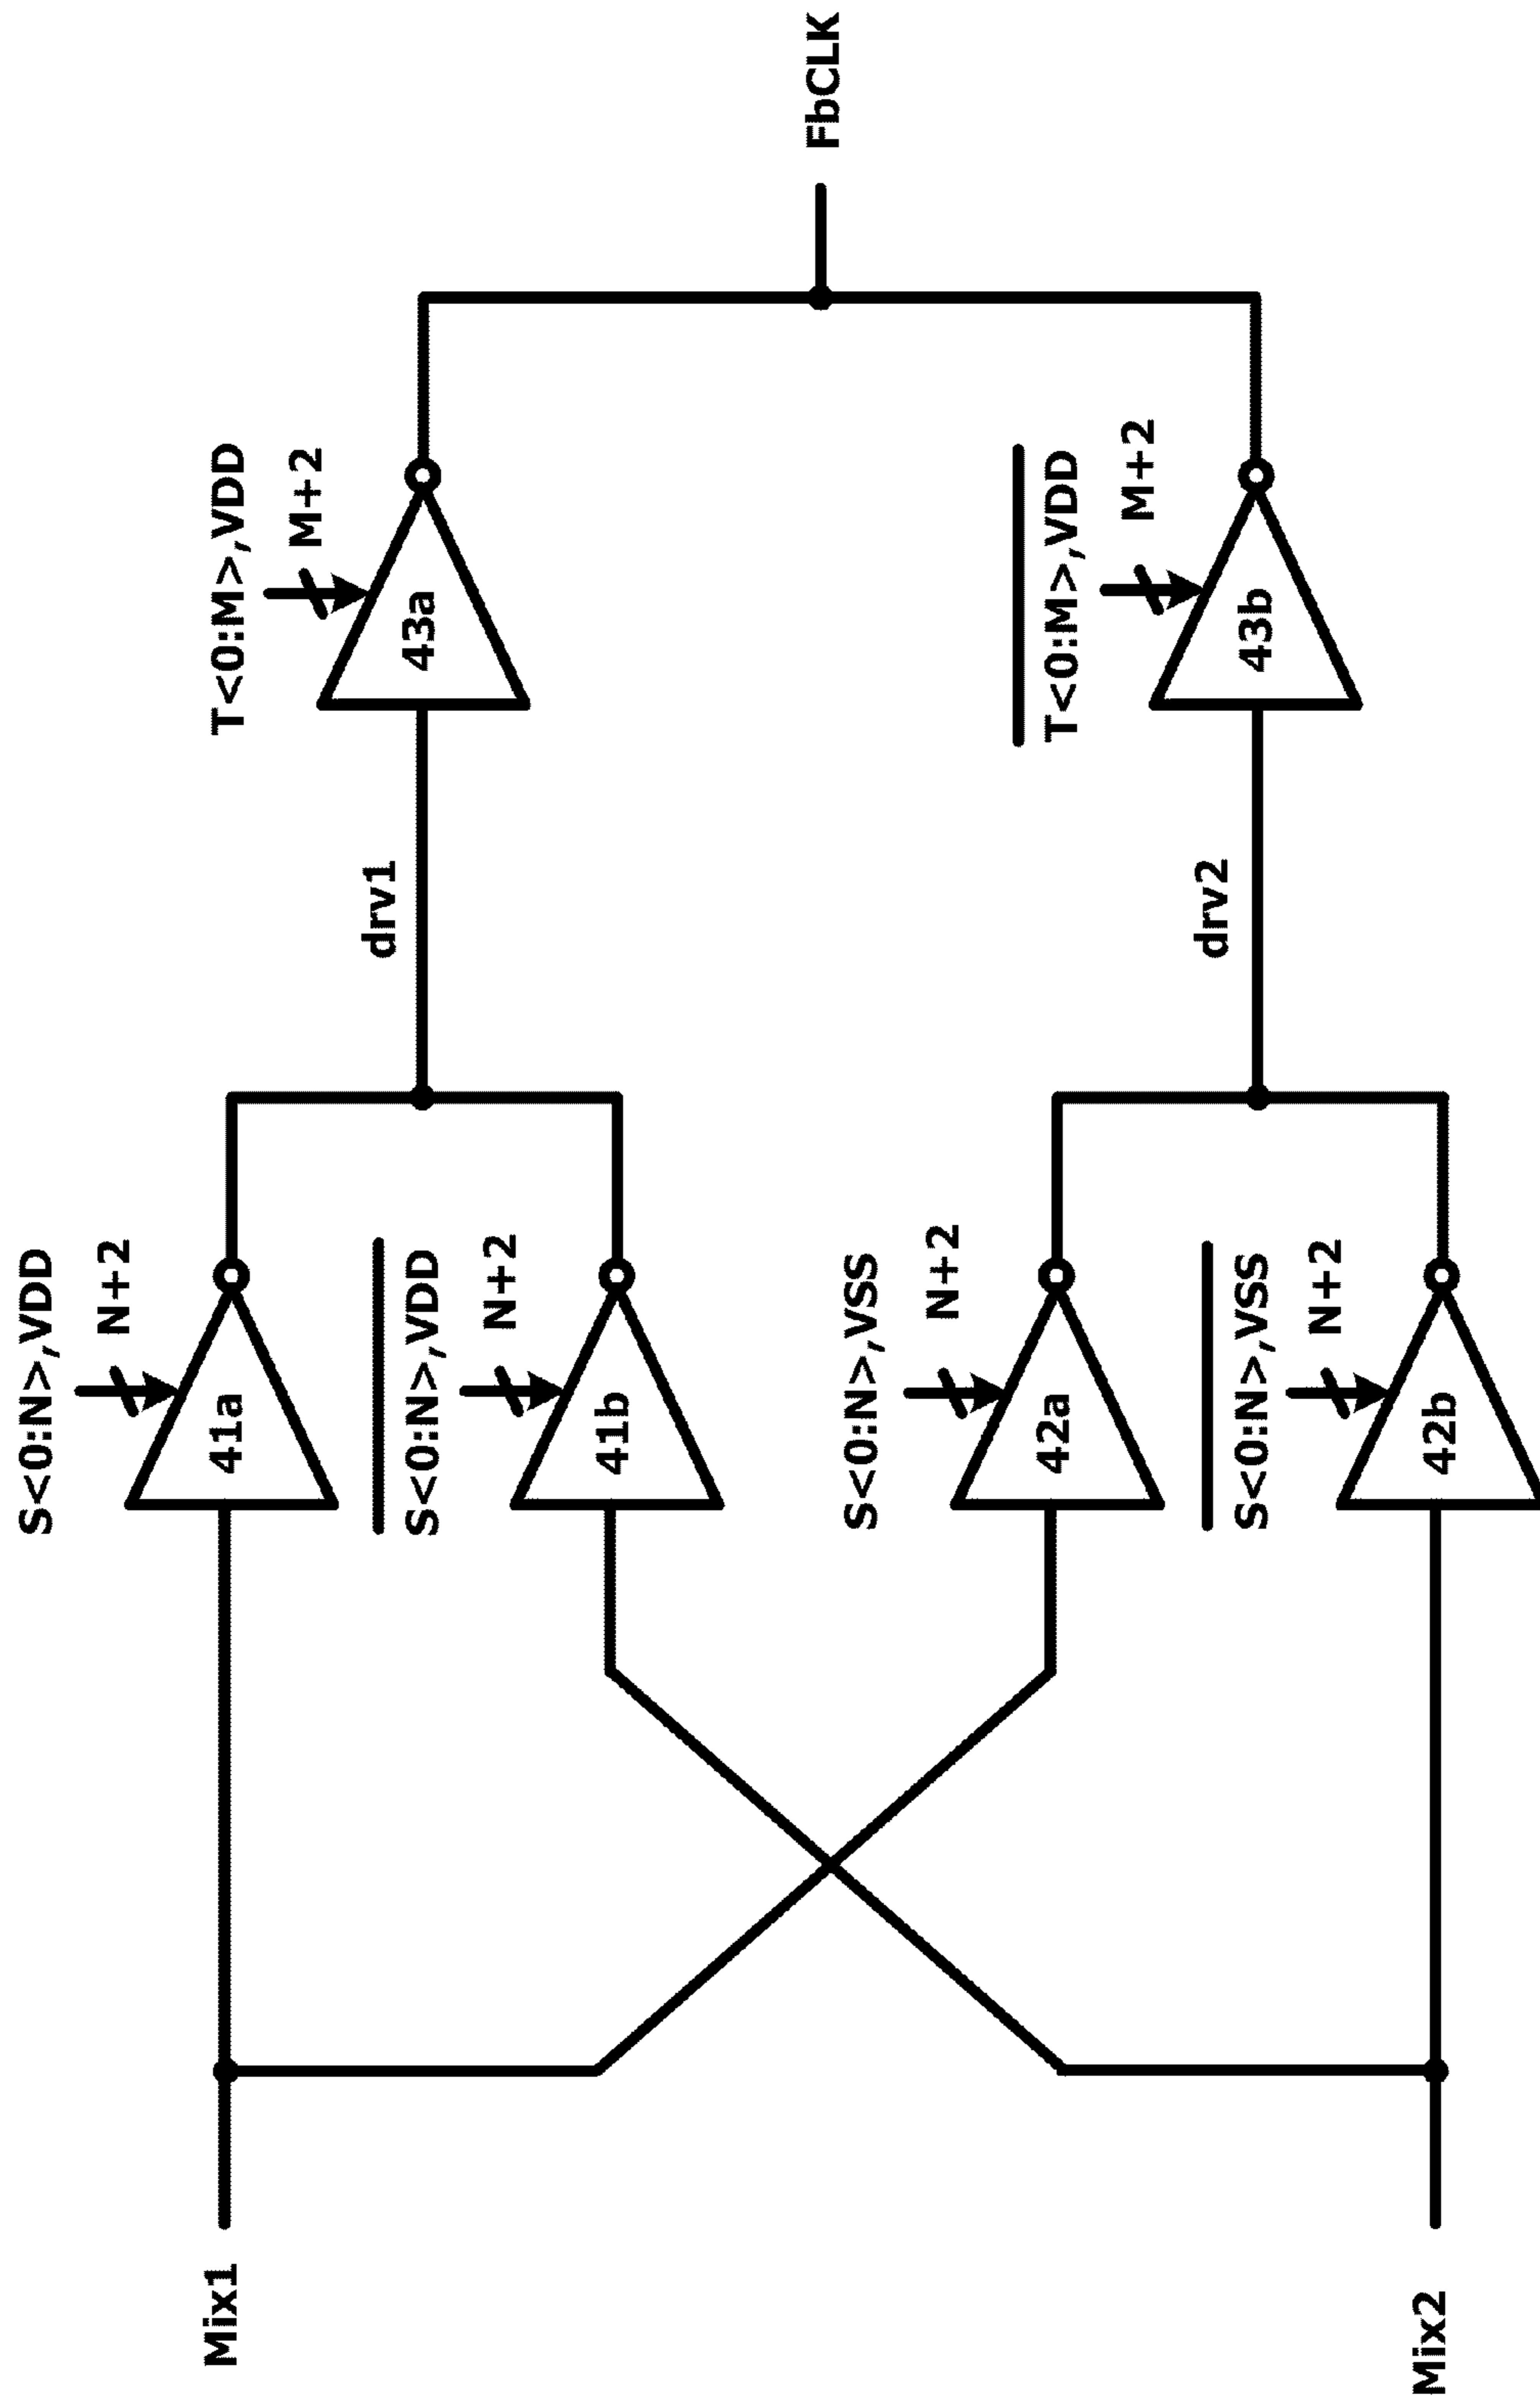 S<0:N>,VDD
N+2
41a
Mix1
S<0:N>,VDD
N+2
41b
drv1
T<0:M>,VDD
M+2
43a
FbCLK
S<0:N>,VSS
N+2
42a
drv2
T<0:M>,VDD
M+2
43b
S<0:N>,VSS
N+2
42b
Mix2